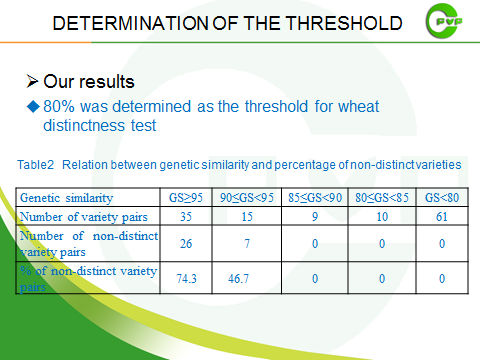 DETERMINATION OF THE THRESHOLD
PVP
➢ Our results
◆ 80% was determined as the threshold for wheat
distinctness test
Table2 Relation between genetic similarity and percentage of non-distinct varieties
Genetic similarity GS≥95 90≤GS<95 85≤GS<90 80≤GS<85 GS<80
Number of variety pairs 35 15 9 10 61
Number of non-distinct
variety pairs 26 7 0 0 0
% of non-distinct variety
pairs 74.3 46.7 0 0 0